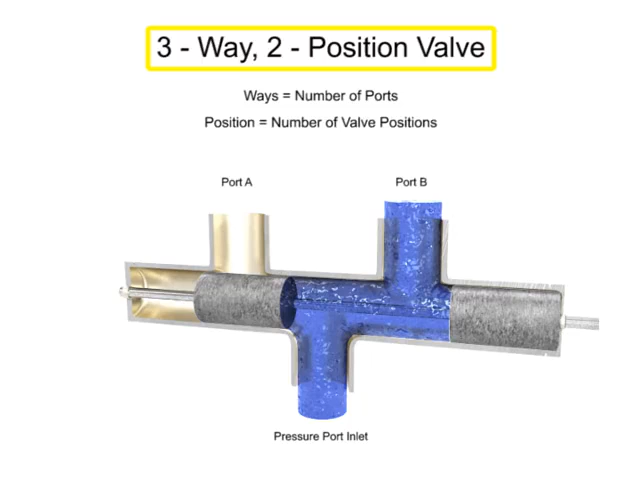 3 - Way, 2 - Position Valve
Ways = Number of Ports
Position = Number of Valve Positions
Port A
Port B
Pressure Port Inlet